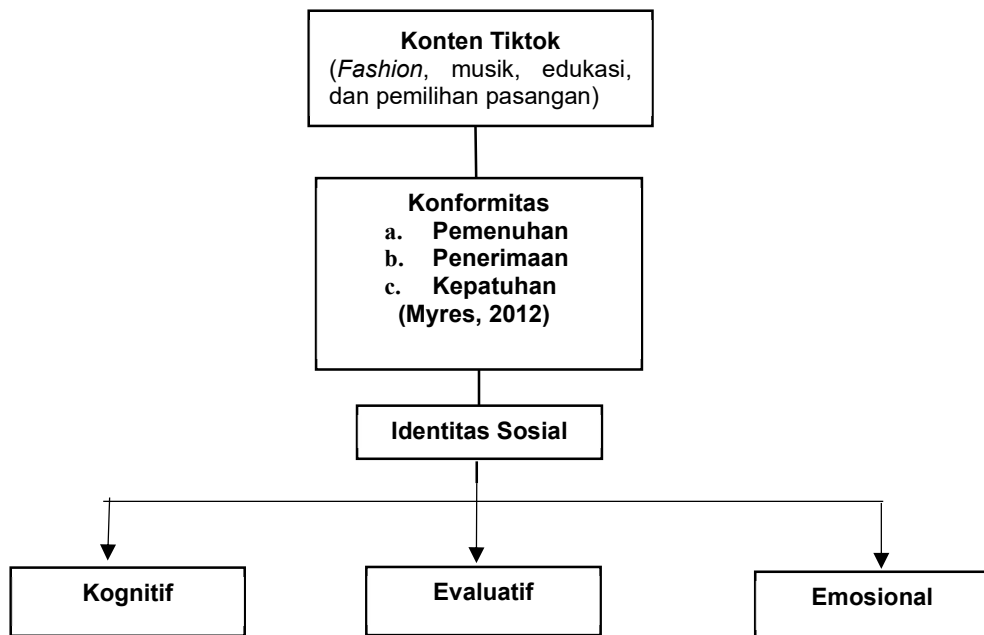 Konten Tiktok
(Fashion, musik, edukasi,
dan pemilihan pasangan)
Konformitas
a. Pemenuhan
b. Penerimaan
c. Kepatuhan
(Myres, 2012)
Identitas Sosial
Kognitif
Evaluatif
Emosional